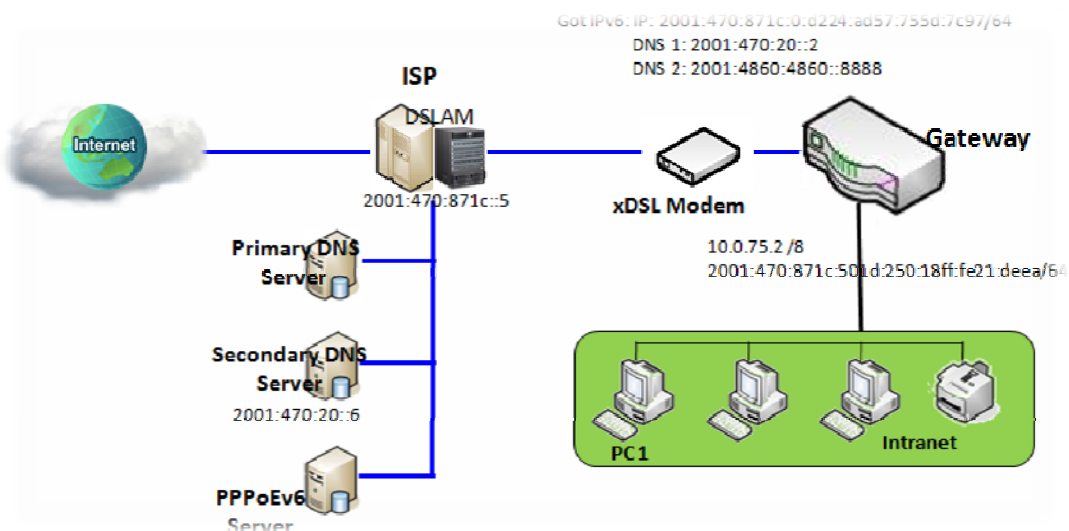 Got IPv6: IP: 2001:470:871c:0:d224:ad57:755d:7c97/64
DNS 1: 2001:470:20::2
DNS 2: 2001:4860:4860::8888
ISP
DSLAM
Internet
Gateway
2001:470:871c::5
xDSL Modem
Primary DNS
Server
10.0.75.2 /8
2001:470:871c:501d:250:18ff:fe21:deea/64
Secondary DNS
Server
2001:470:20::6
PC1
Intranet
PPPoEv6
Server